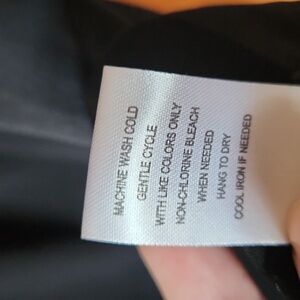 MACHINE WASH COLD
GENTLE CYCLE
WITH LIKE COLORS ONLY
NON-CHLORINE BLEACH
WHEN NEEDED
HANG TO DRY
COOL IRON IF NEEDED